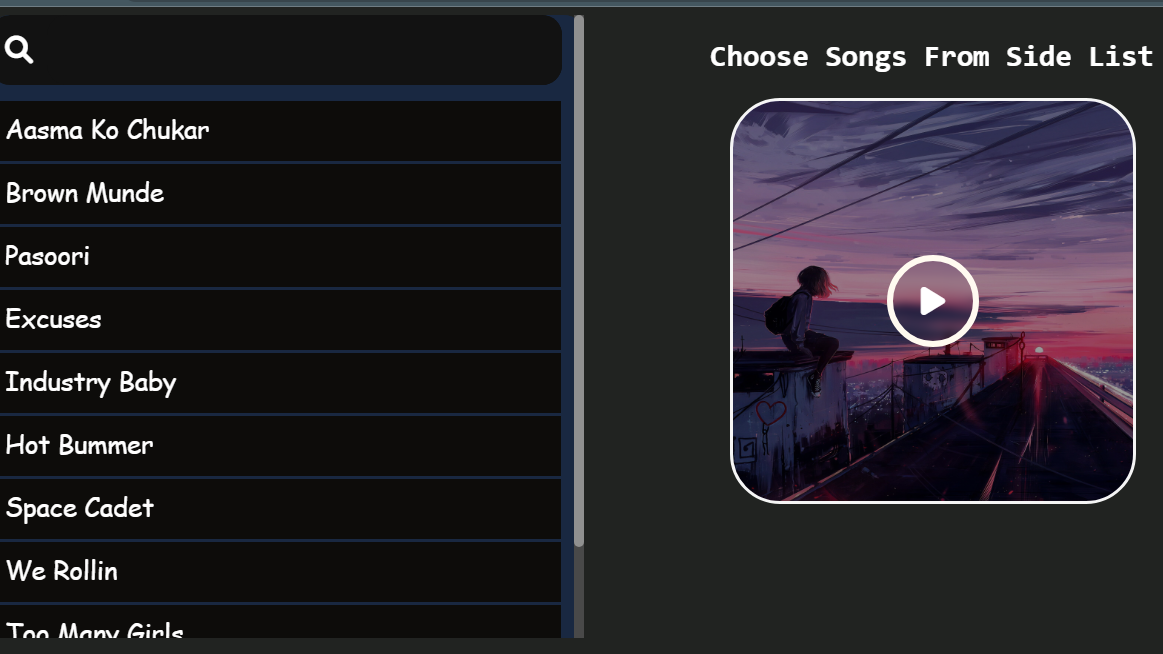 Aasma Ko Chukar
Brown Munde
Pasoori
Excuses
Industry Baby
Hot Bummer
Space Cadet
We Rollin
Too Many Girls
Choose Songs From Side List